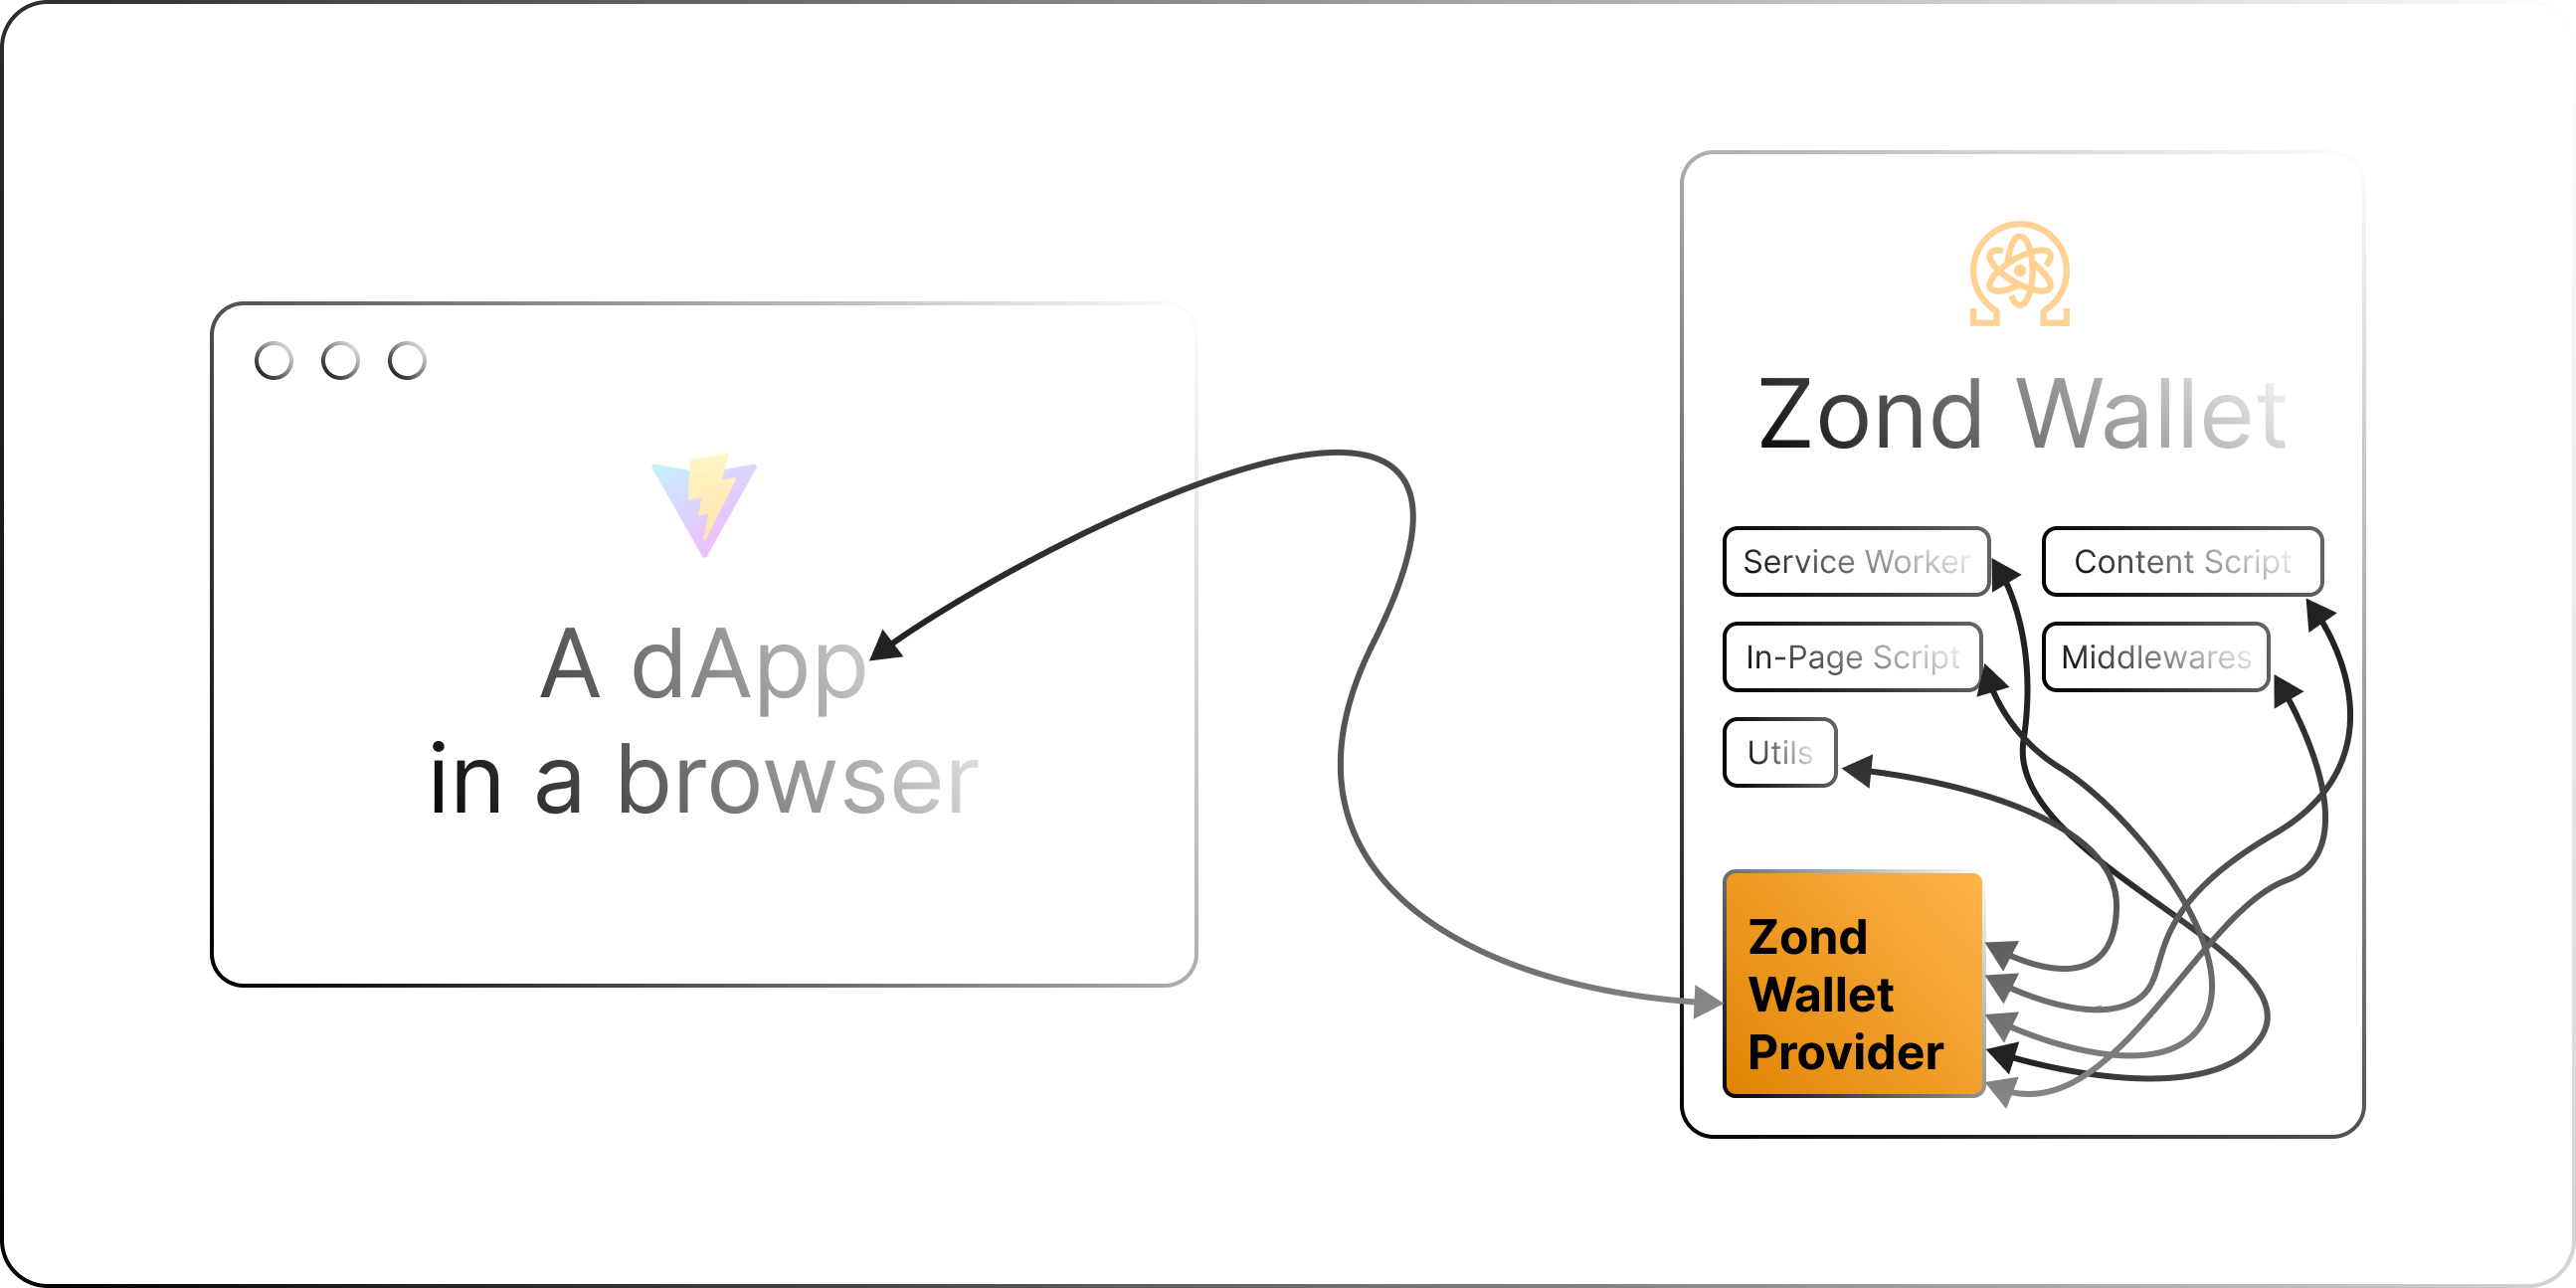 A dApp
in a browser
Zond Wallet
Service Worker
Content Script
In-Page Script
Middlewares
Utils
Zond
Wallet
Provider